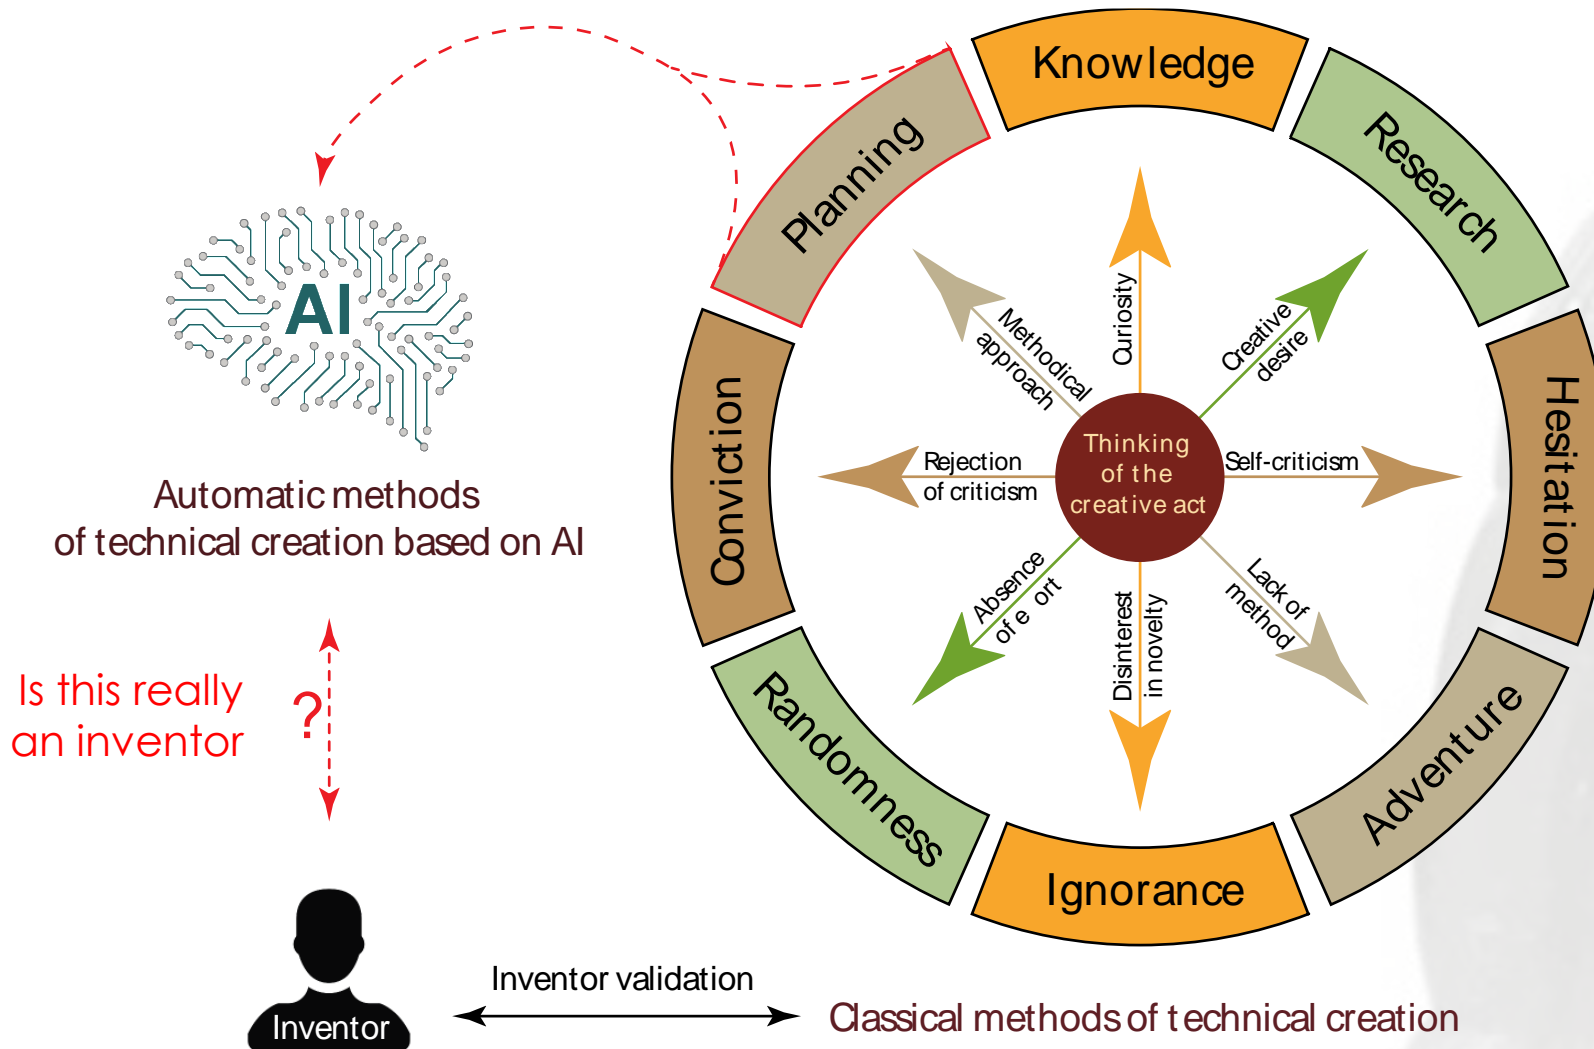 Knowledge
Research
Planning
Hesitation
Conviction
Adventure
Randomness
Ignorance
Curiosity
Creative
desire
Methodical
approach
Self-criticism
Rejection
of criticism
Lack of
method
Absence
of e ort
Disinterest
in novelty
Thinking
of the
creative act
AI
Automatic methods
of technical creation based on AI
Is this really
an inventor
?
Inventor
Inventor validation
Classical methods of technical creation